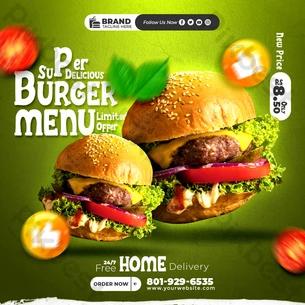 BRAND
TAGLINE HERE
Follow Us Now
SuPer
Delicious
BURGER
MENU
Limited
Offer
New Price
8.50
Only
24/7
Free HOME Delivery
ORDER NOW
801-929-6535
www.yourwebsite.com